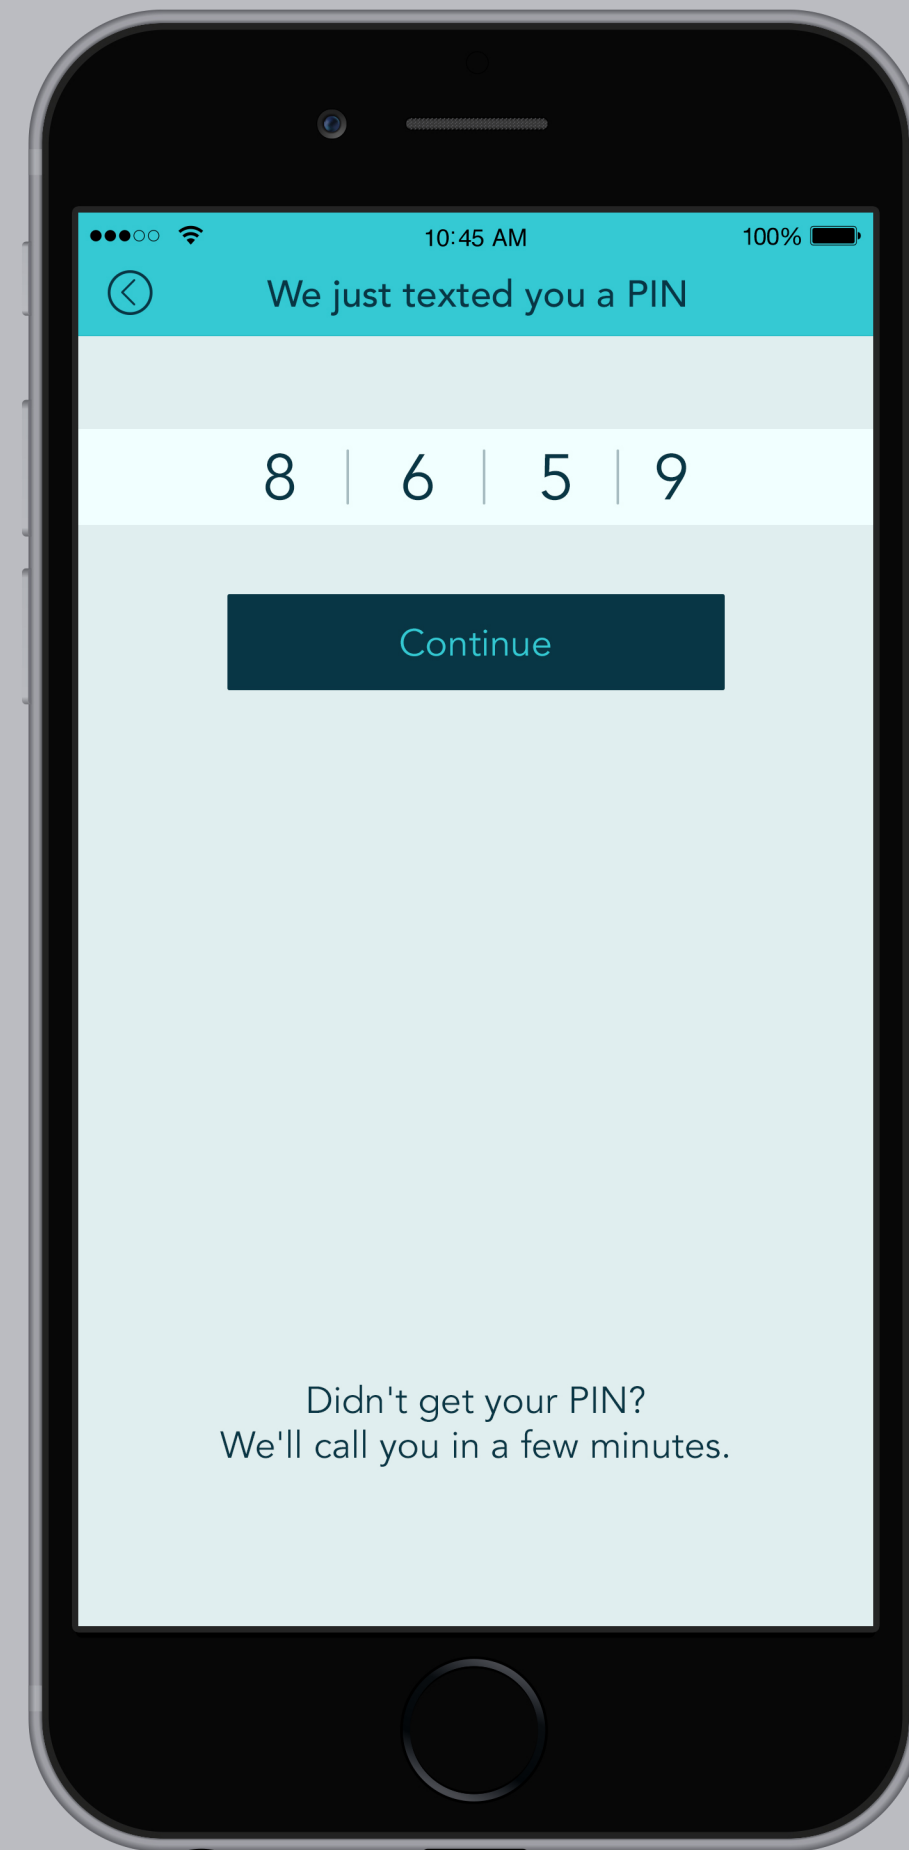 10:45 AM 100%
We just texted you a PIN
8 6 5 9
Continue
Didn't get your PIN?
We'll call you in a few minutes.